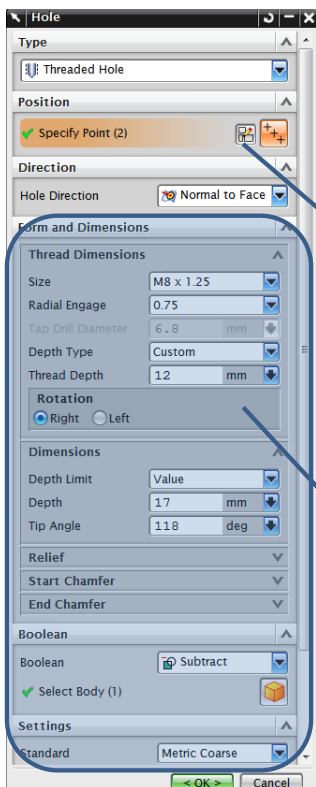 Hole
Type
Threaded Hole
Position
Specify Point (2)
Direction
Hole Direction Normal to Face
Form and Dimensions
Thread Dimensions
Size M8 x 1.25
Radial Engage 0.75
Tap Drill Diameter 6.8 mm
Depth Type Custom
Thread Depth 12 mm
Rotation
Right Left
Dimensions
Depth Limit Value
Depth 17 mm
Tip Angle 118 deg
Relief
Start Chamfer
End Chamfer
Boolean
Boolean Subtract
Select Body (1)
Settings
Standard Metric Coarse
< OK > Cancel